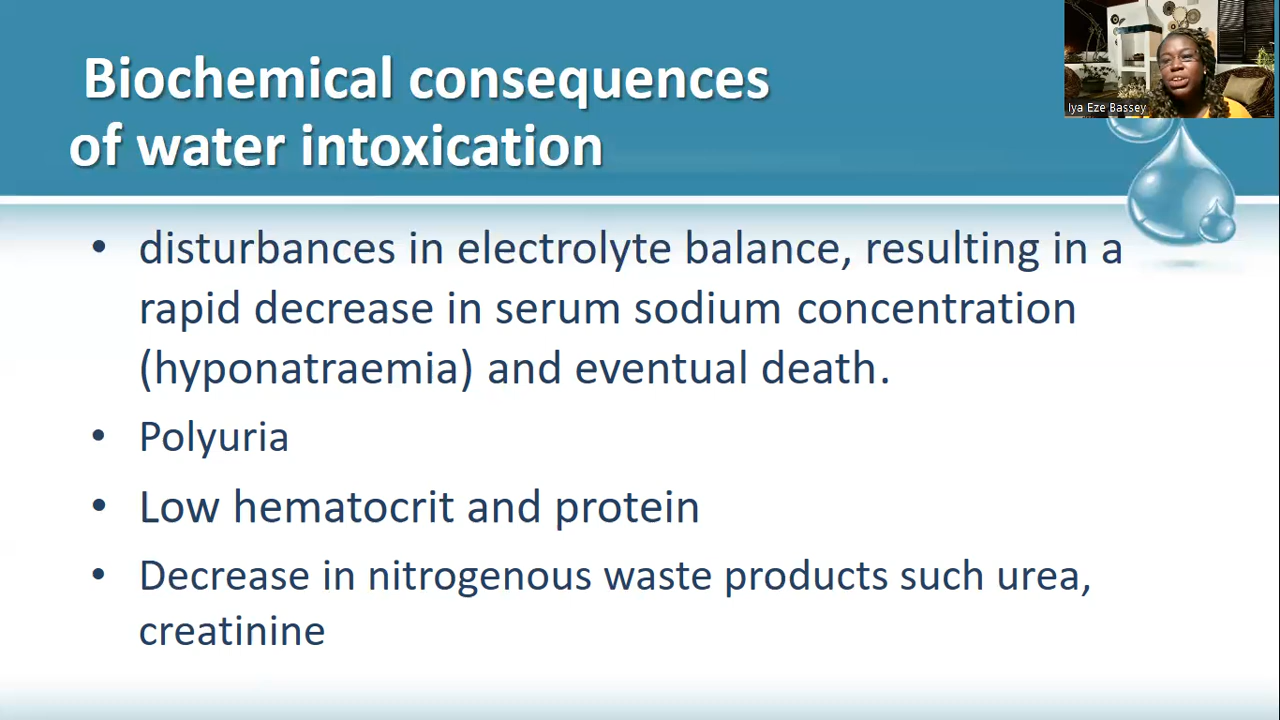 Biochemical consequences
of water intoxication
Iya Eze Bassey
• disturbances in electrolyte balance, resulting in a
rapid decrease in serum sodium concentration
(hyponatraemia) and eventual death.
• Polyuria
• Low hematocrit and protein
• Decrease in nitrogenous waste products such urea,
creatinine